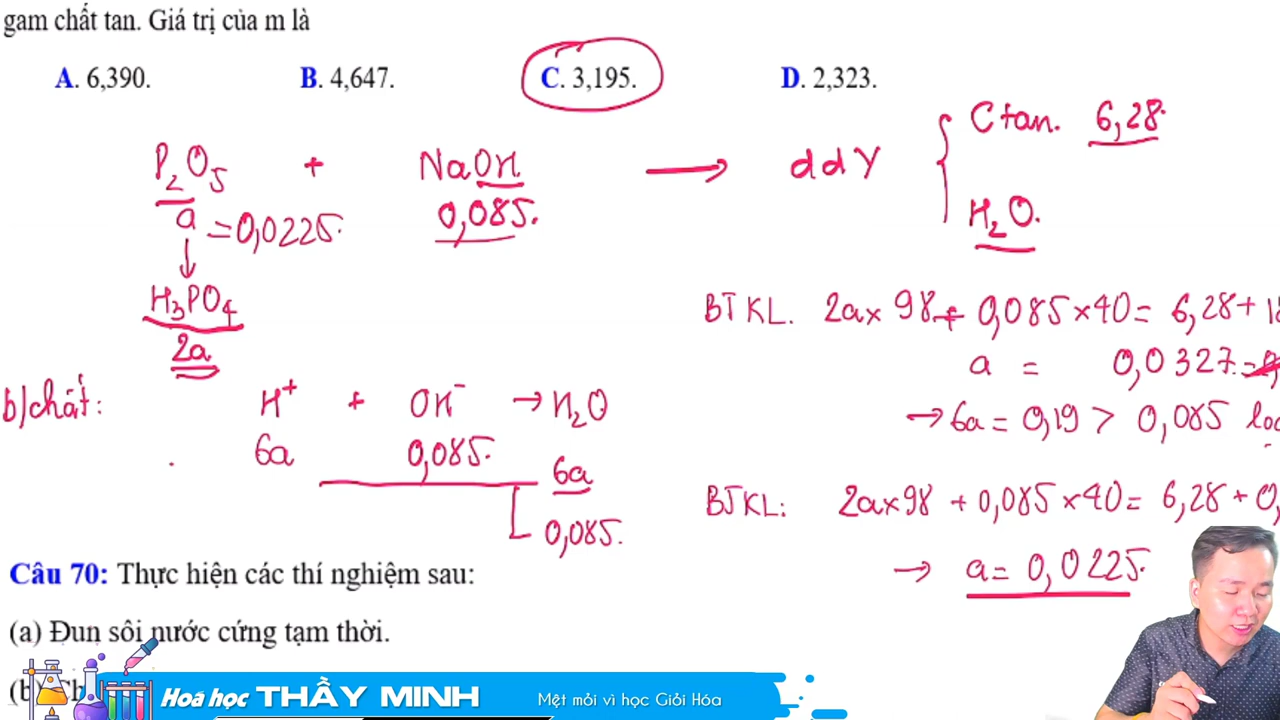 gam chất tan. Giá trị của m là
A. 6,390. B. 4,647. C. 3,195. D. 2,323.
P₂O₅ + NaOH → ddY { Ctan. 6,28
a = 0,0225. 0,085. H₂O.
H₃PO₄
2a
BTKL. 2a×98 + 0,085×40 = 6,28 +
a = 0,0327
b/chất: H⁺ + OH⁻ → H₂O
→ 6a = 0,19 > 0,085
6a 0,085. 6a
0,085.
BTKL: 2a×98 + 0,085×40 = 6,28 + 0,
→ a = 0,0225.
Câu 70: Thực hiện các thí nghiệm sau:
(a) Đun sôi nước cứng tạm thời.
(b)
Hoá học THẦY MINH Mệt mỏi vì học Giỏi Hóa